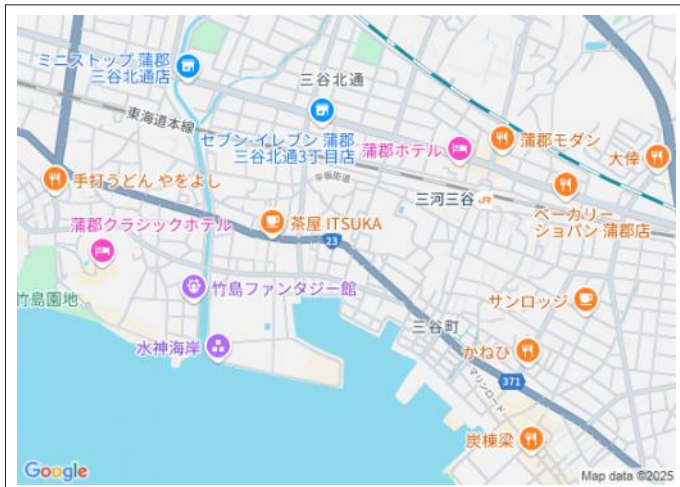 ミニストップ 蒲郡
三谷北通店
三谷北通
東海道本線
セブン-イレブン 蒲郡
三谷北通3丁目店
蒲郡モダン
蒲郡ホテル
大倖
手打うどん やをよし
平坂街道
三河三谷
JR
ベーカリー
ショパン 蒲郡店
蒲郡クラシックホテル
茶屋 ITSUKA
23
竹島ファンタジー館
竹島園地
サンロッジ
三谷町
水神海岸
かねひ
マリンロード
371
炭棟梁
Google
Map data ©2025